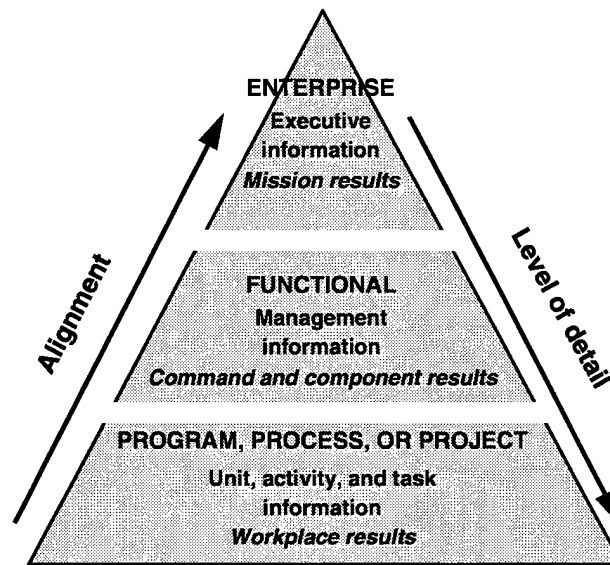 ENTERPRISE
Executive
information
Mission results
Alignment
Level of detail
FUNCTIONAL
Management
information
Command and component results
PROGRAM, PROCESS, OR PROJECT
Unit, activity, and task
information
Workplace results